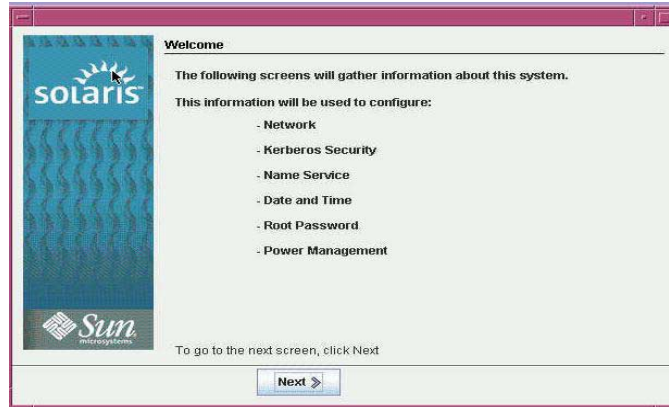 Welcome
solaris
The following screens will gather information about this system.
This information will be used to configure:
- Network
- Kerberos Security
- Name Service
- Date and Time
- Root Password
- Power Management
Sun
microsystems
To go to the next screen, click Next
Next